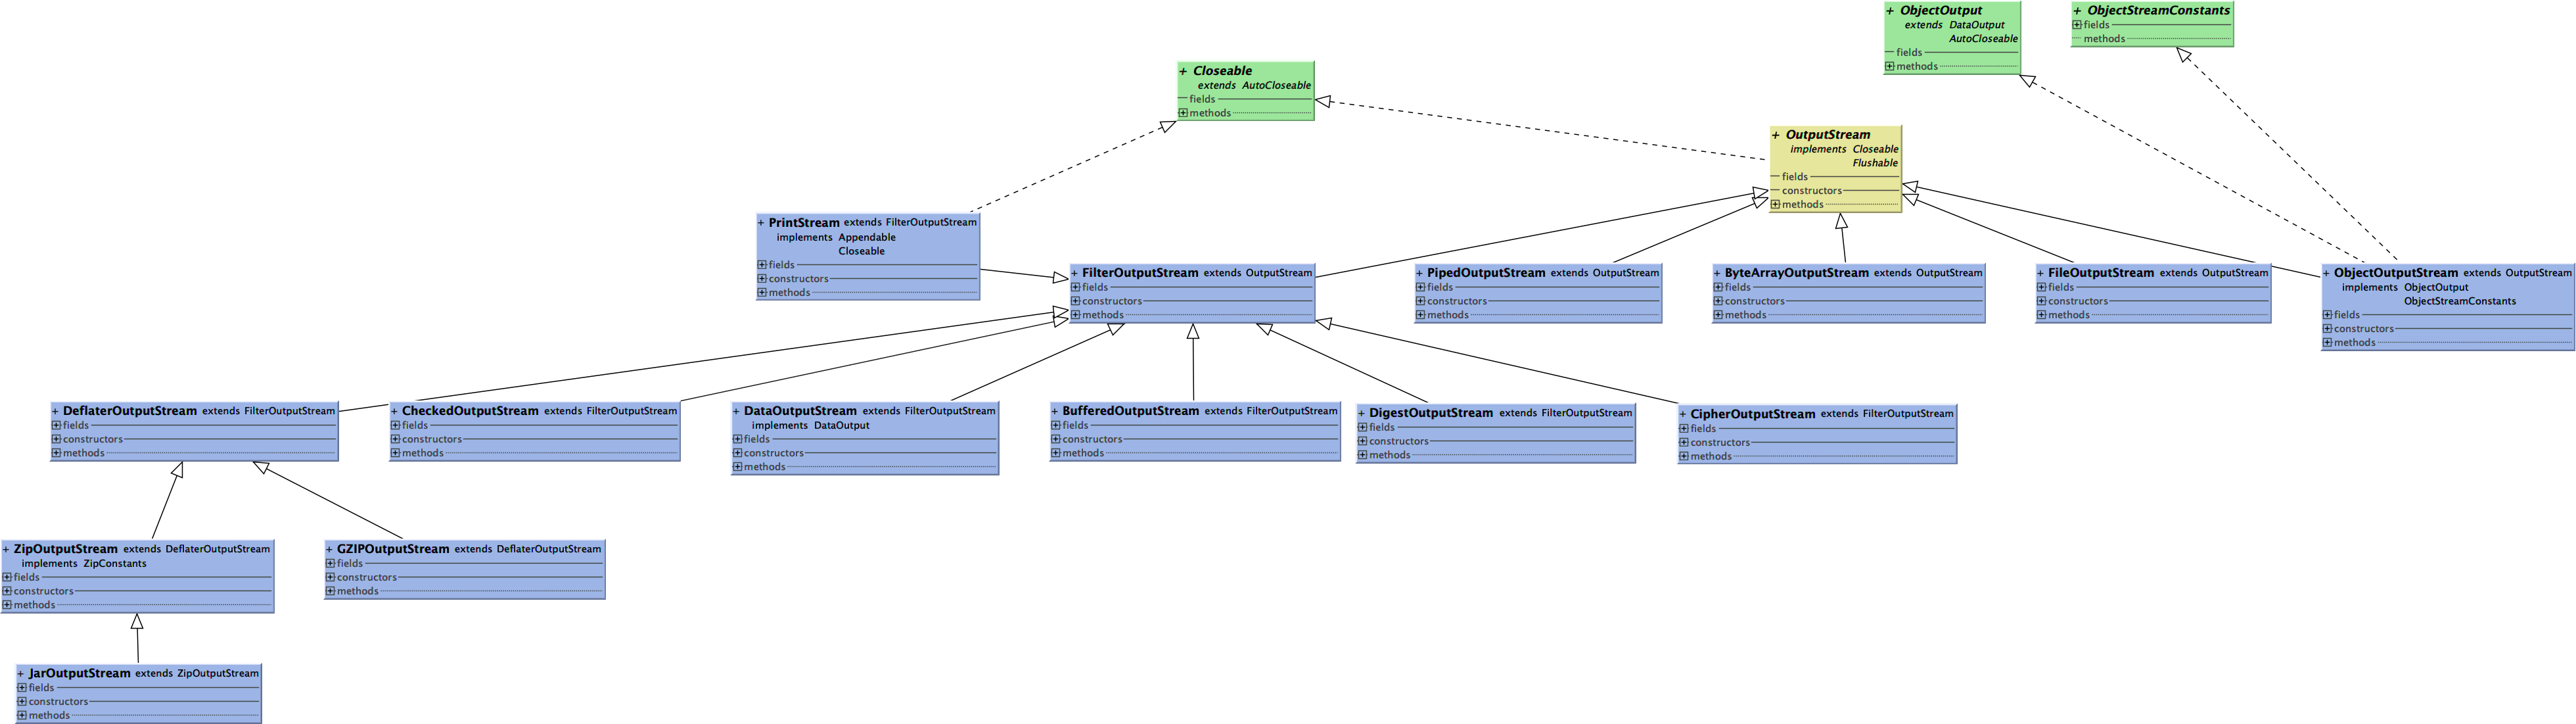 + ObjectOutput
extends DataOutput
AutoCloseable
fields
methods
+ ObjectStreamConstants
fields
methods
+ Closeable
extends AutoCloseable
fields
methods
+ OutputStream
implements Closeable
Flushable
fields
constructors
methods
+ PrintStream extends FilterOutputStream
implements Appendable
Closeable
fields
constructors
methods
+ FilterOutputStream extends OutputStream
fields
constructors
methods
+ PipedOutputStream extends OutputStream
fields
constructors
methods
+ ByteArrayOutputStream extends OutputStream
fields
constructors
methods
+ FileOutputStream extends OutputStream
fields
constructors
methods
+ ObjectOutputStream extends OutputStream
implements ObjectOutput
ObjectStreamConstants
fields
constructors
methods
+ DeflaterOutputStream extends FilterOutputStream
fields
constructors
methods
+ CheckedOutputStream extends FilterOutputStream
fields
constructors
methods
+ DataOutputStream extends FilterOutputStream
implements DataOutput
fields
constructors
methods
+ BufferedOutputStream extends FilterOutputStream
fields
constructors
methods
+ DigestOutputStream extends FilterOutputStream
fields
constructors
methods
+ CipherOutputStream extends FilterOutputStream
fields
constructors
methods
+ ZipOutputStream extends DeflaterOutputStream
implements ZipConstants
fields
constructors
methods
+ GZIPOutputStream extends DeflaterOutputStream
fields
constructors
methods
+ JarOutputStream extends ZipOutputStream
fields
constructors
methods